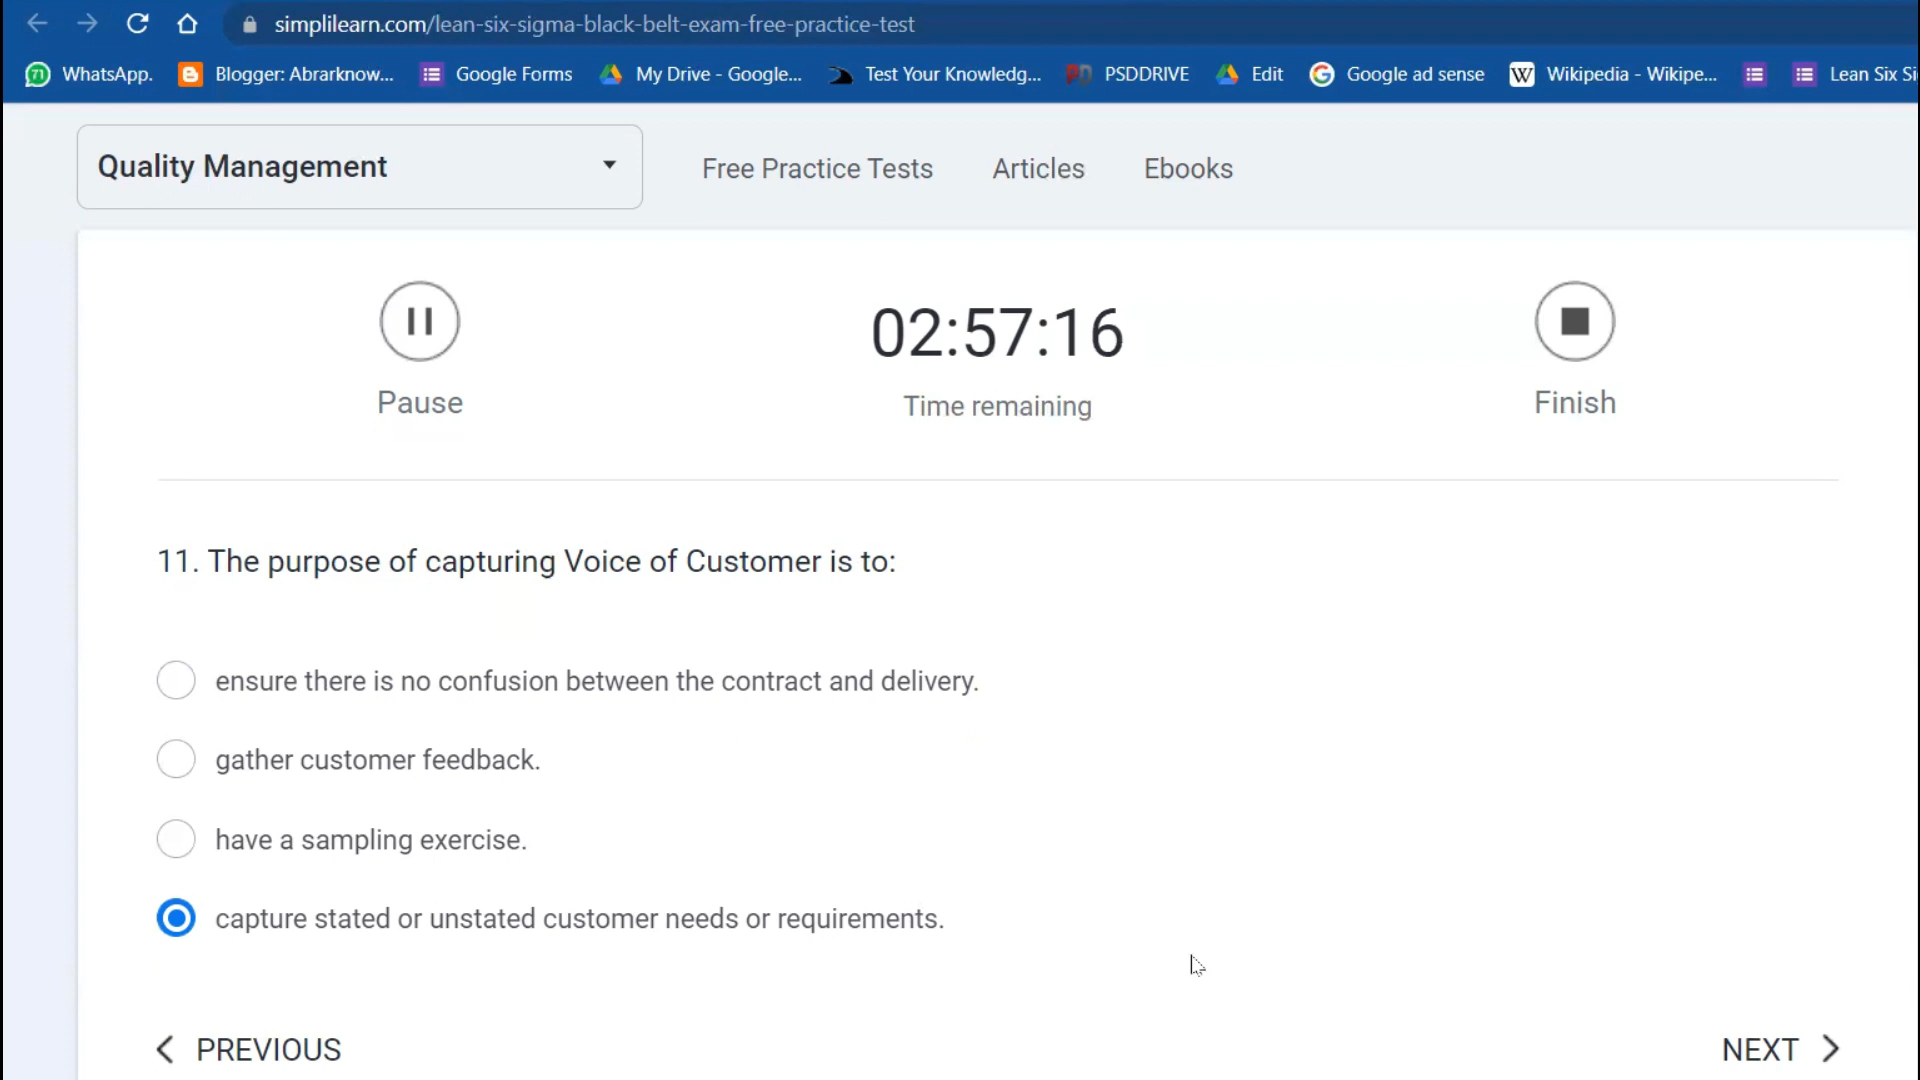 simplilearn.com/lean-six-sigma-black-belt-exam-free-practice-test
71 WhatsApp. Blogger: Abrarknow... Google Forms My Drive - Google... Test Your Knowledg... PD PSDDRIVE Edit G Google ad sense W Wikipedia - Wikipe... Lean Six Si
Quality Management Free Practice Tests Articles Ebooks
02:57:16
Pause Time remaining Finish
11. The purpose of capturing Voice of Customer is to:
ensure there is no confusion between the contract and delivery.
gather customer feedback.
have a sampling exercise.
capture stated or unstated customer needs or requirements.
PREVIOUS NEXT